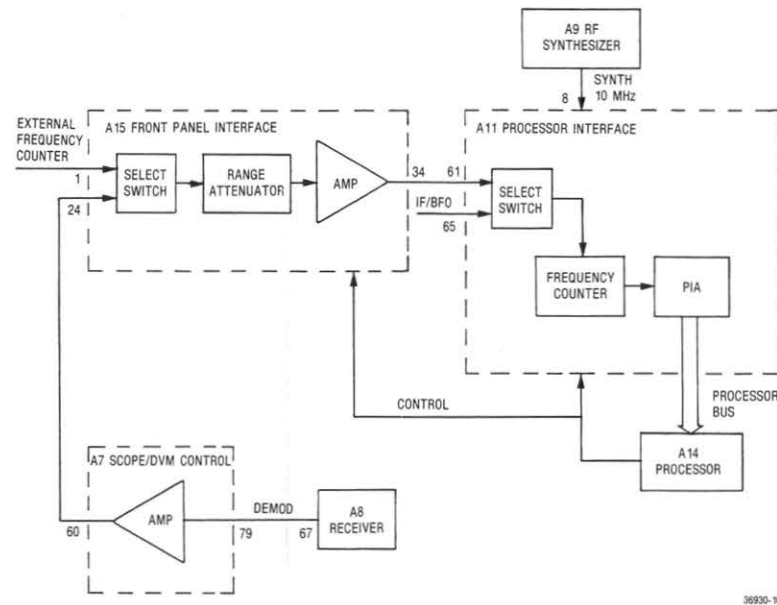 A9 RF
SYNTHESIZER
SYNTH
10 MHz
8
EXTERNAL
FREQUENCY
COUNTER
1
24
A15 FRONT PANEL INTERFACE
SELECT
SWITCH
RANGE
ATTENUATOR
AMP
34
61
IF/BFO
65
A11 PROCESSOR INTERFACE
SELECT
SWITCH
FREQUENCY
COUNTER
PIA
CONTROL
PROCESSOR
BUS
A14
PROCESSOR
A7 SCOPE/DVM CONTROL
AMP
60
79
DEMOD
67
A8
RECEIVER